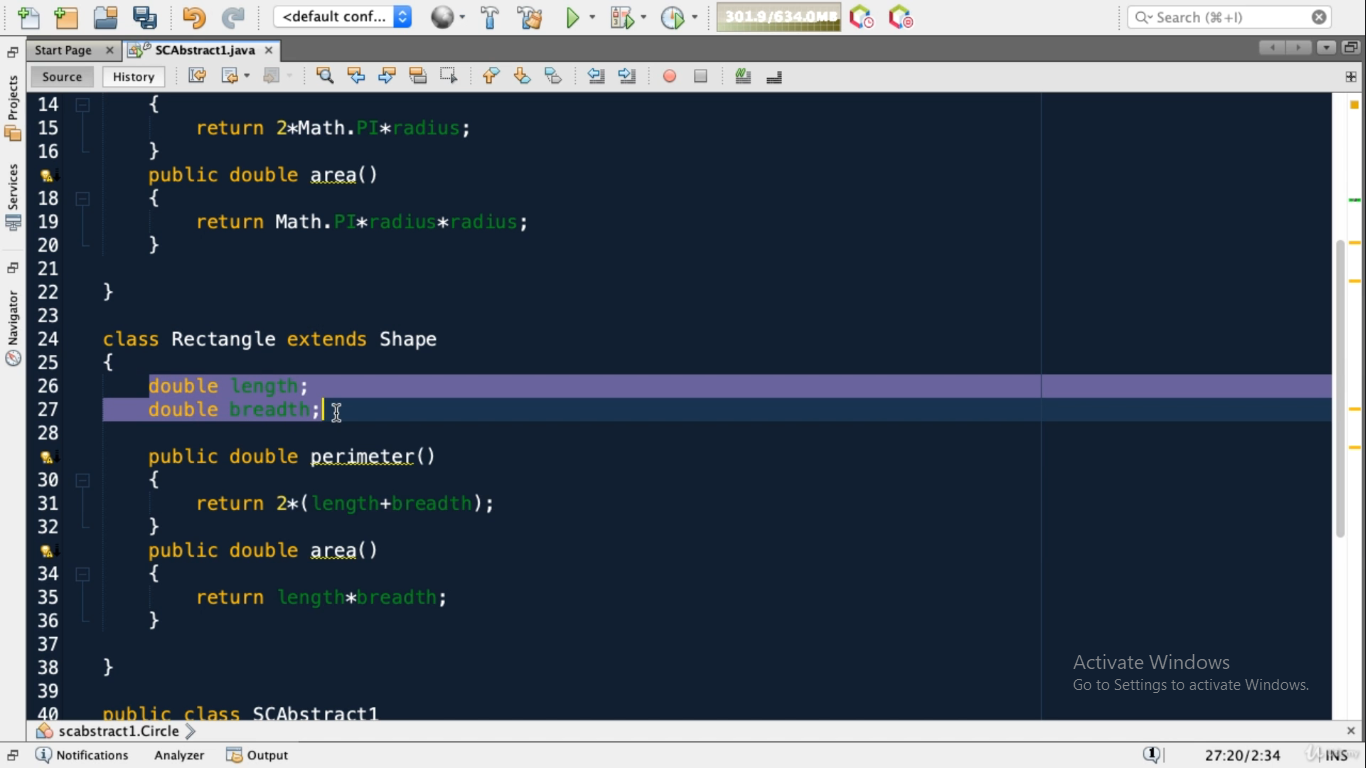 <default conf...
301.9/634.0MB
Search (⌘+I)
Start Page
SCAbstract1.java
Source
History
Projects
Services
Navigator
14 {
15 return 2*Math.PI*radius;
16 }
public double area()
18 {
19 return Math.PI*radius*radius;
20 }
21
22 }
23
24 class Rectangle extends Shape
25 {
26 double length;
27 double breadth;
28
public double perimeter()
30 {
31 return 2*(length+breadth);
32 }
public double area()
34 {
35 return length*breadth;
36 }
37
38 }
39
40 public class SCAbstract1
Activate Windows
Go to Settings to activate Windows.
scabstract1.Circle
Notifications
Analyzer
Output
1
27:20/2:34
INS